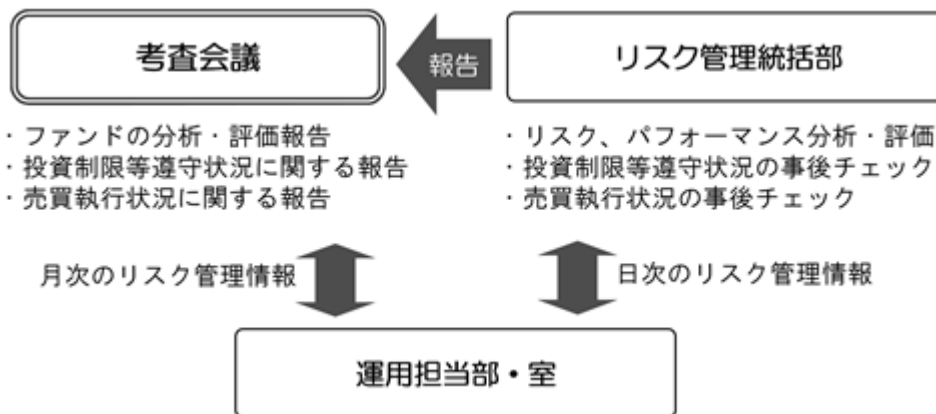 考査会議
報告
リスク管理統括部
・ファンドの分析・評価報告
・投資制限等遵守状況に関する報告
・売買執行状況に関する報告
・リスク、パフォーマンス分析・評価
・投資制限等遵守状況の事後チェック
・売買執行状況の事後チェック
月次のリスク管理情報
日次のリスク管理情報
運用担当部・室